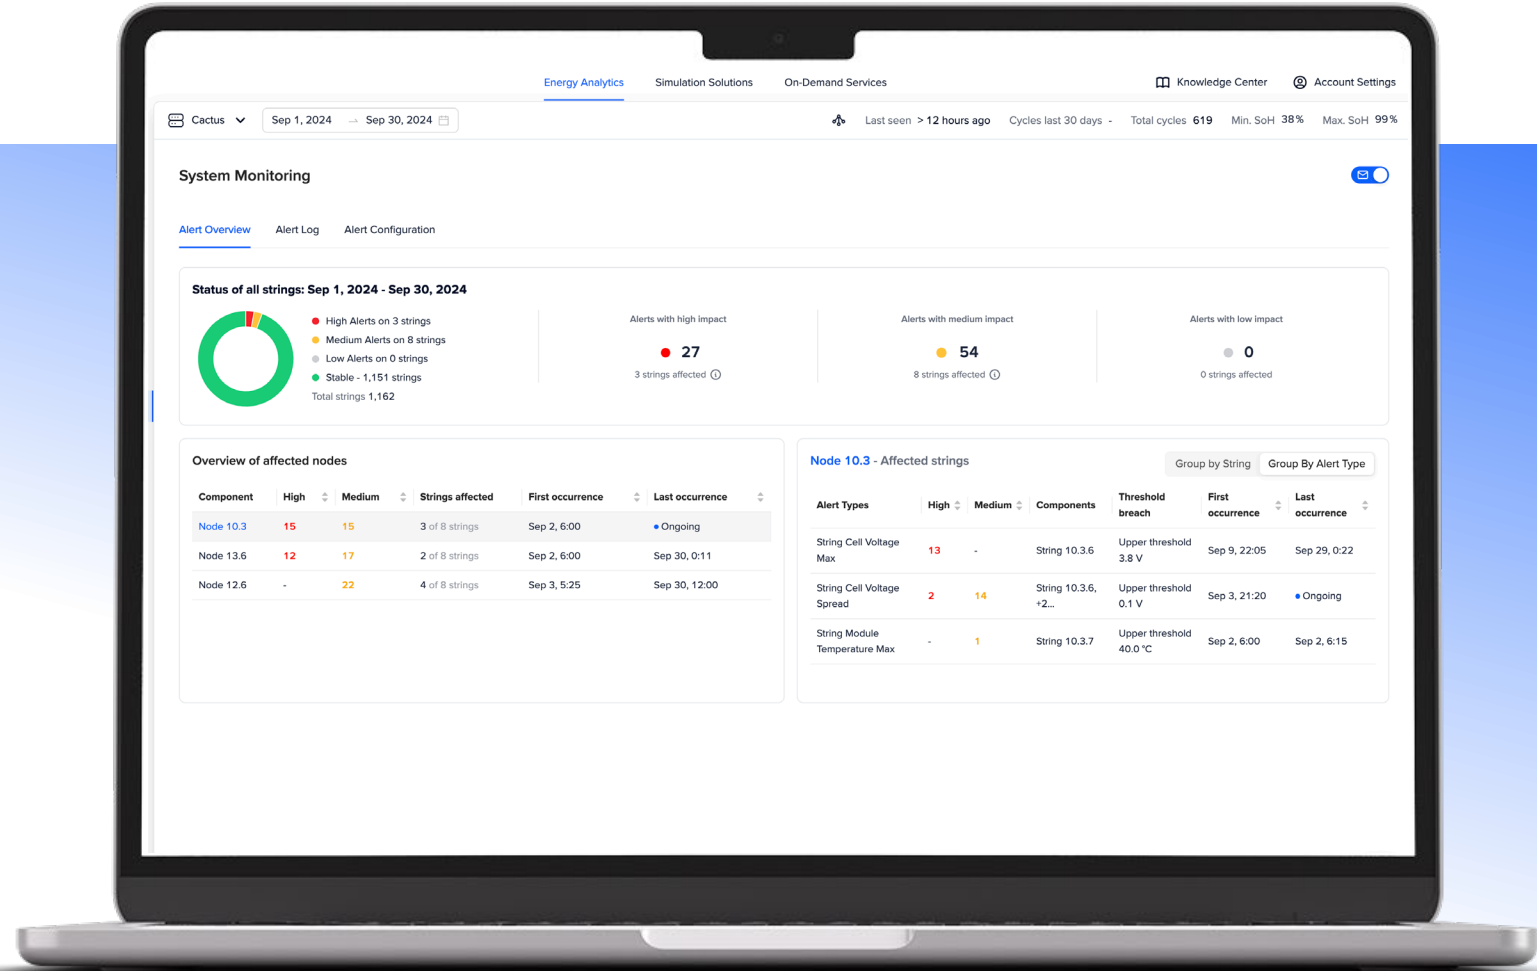 Energy Analytics Simulation Solutions On-Demand Services Knowledge Center Account Settings
Cactus Sep 1, 2024 → Sep 30, 2024 Last seen > 12 hours ago Cycles last 30 days - Total cycles 619 Min. SoH 38% Max. SoH 99%
System Monitoring
Alert Overview Alert Log Alert Configuration
Status of all strings: Sep 1, 2024 - Sep 30, 2024
High Alerts on 3 strings
Medium Alerts on 8 strings
Low Alerts on 0 strings
Stable - 1,151 strings
Total strings 1,162
Alerts with high impact
27
3 strings affected
Alerts with medium impact
54
8 strings affected
Alerts with low impact
0
0 strings affected
Overview of affected nodes
Component High Medium Strings affected First occurrence Last occurrence
Node 10.3 15 15 3 of 8 strings Sep 2, 6:00 Ongoing
Node 13.6 12 17 2 of 8 strings Sep 2, 6:00 Sep 30, 0:11
Node 12.6 - 22 4 of 8 strings Sep 3, 5:25 Sep 30, 12:00
Node 10.3 - Affected strings
Group by String Group By Alert Type
Alert Types High Medium Components Threshold breach First occurrence Last occurrence
String Cell Voltage Max 13 - String 10.3.6 Upper threshold 3.8 V Sep 9, 22:05 Sep 29, 0:22
String Cell Voltage Spread 2 14 String 10.3.6, +2... Upper threshold 0.1 V Sep 3, 21:20 Ongoing
String Module Temperature Max - 1 String 10.3.7 Upper threshold 40.0 °C Sep 2, 6:00 Sep 2, 6:15